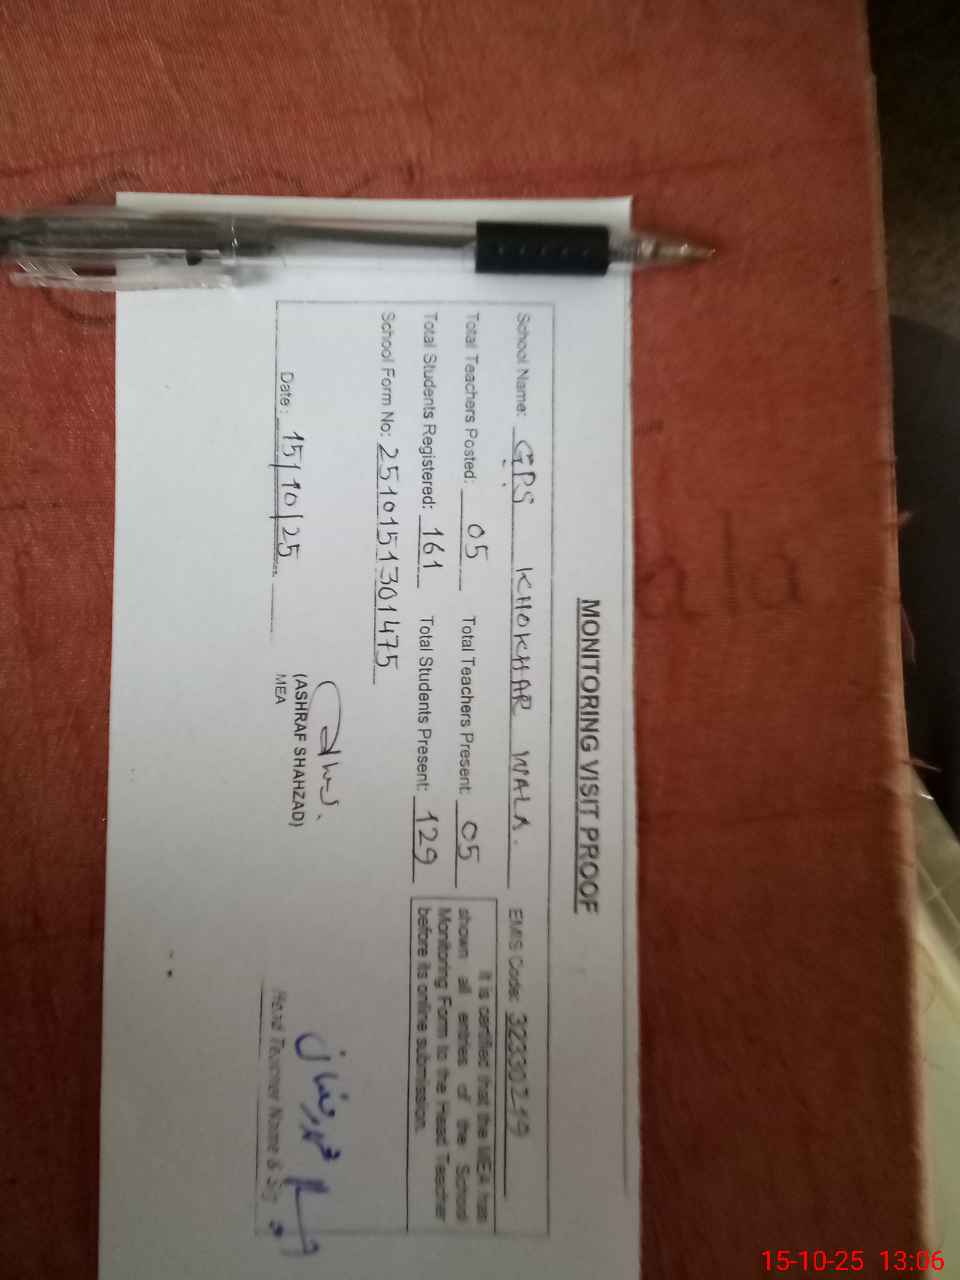 MONITORING VISIT PROOF
School Name: GPS KHOKHAR WALA. EMIS Code: 32330219
Total Teachers Posted: 05 Total Teachers Present: 05
Total Students Registered: 161 Total Students Present: 129
School Form No: 2510151301475
It is certified that the MEA has
shown all entries of the School
Monitoring Form to the Head Teacher
before its online submission.
Date: 15/10/25
(ASHRAF SHAHZAD)
MEA
محمد رمضان
Head Teacher Name & Sig
15-10-25 13:06